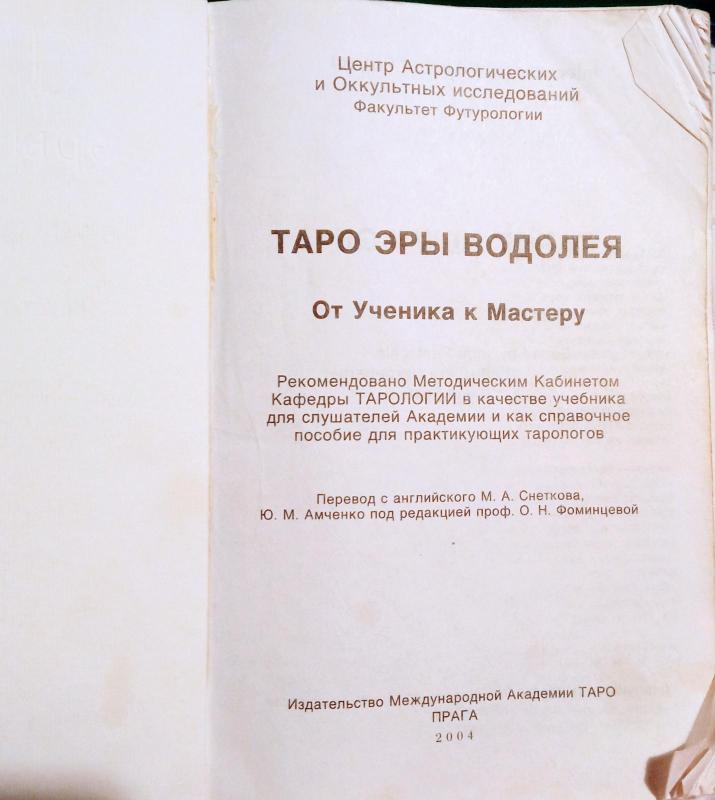 Центр Астрологических
и Оккультных исследований
Факультет Футурологии
ТАРО ЭРЫ ВОДОЛЕЯ
От Ученика к Мастеру
Рекомендовано Методическим Кабинетом
Кафедры ТАРОЛОГИИ в качестве учебника
для слушателей Академии и как справочное
пособие для практикующих тарологов
Перевод с английского М. А. Снеткова,
Ю. М. Амченко под редакцией проф. О. Н. Фоминцевой
Издательство Международной Академии ТАРО
ПРАГА
2004